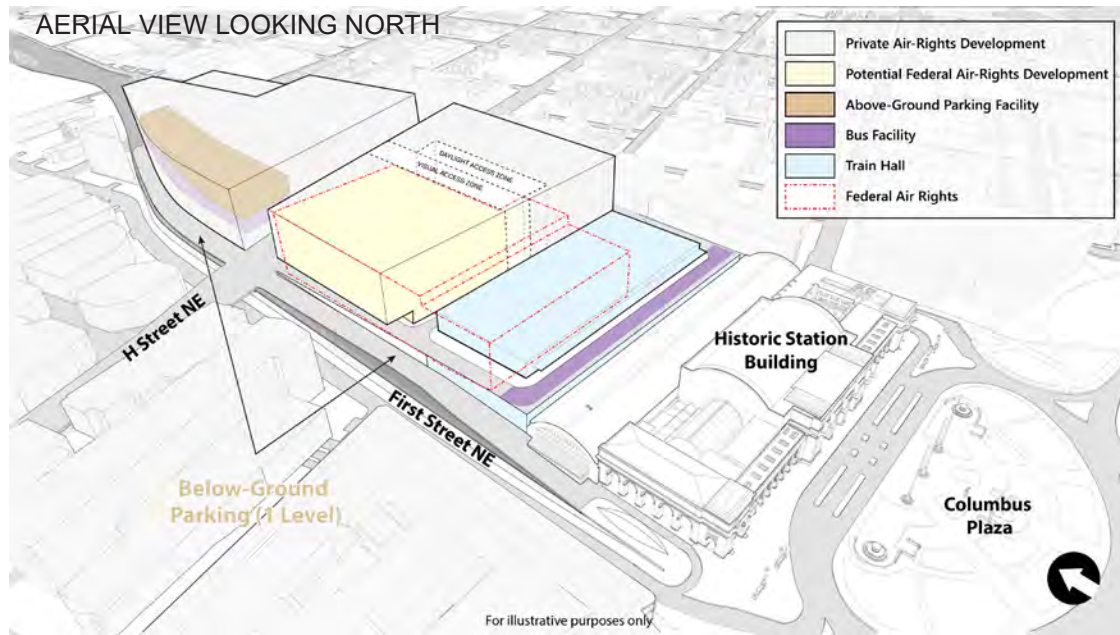 AERIAL VIEW LOOKING NORTH
Private Air-Rights Development
Potential Federal Air-Rights Development
Above-Ground Parking Facility
Bus Facility
Train Hall
Federal Air Rights
DAYLIGHT ACCESS ZONE
VISUAL ACCESS ZONE
H Street NE
First Street NE
Historic Station
Building
Below-Ground
Parking (1 Level)
Columbus
Plaza
For illustrative purposes only